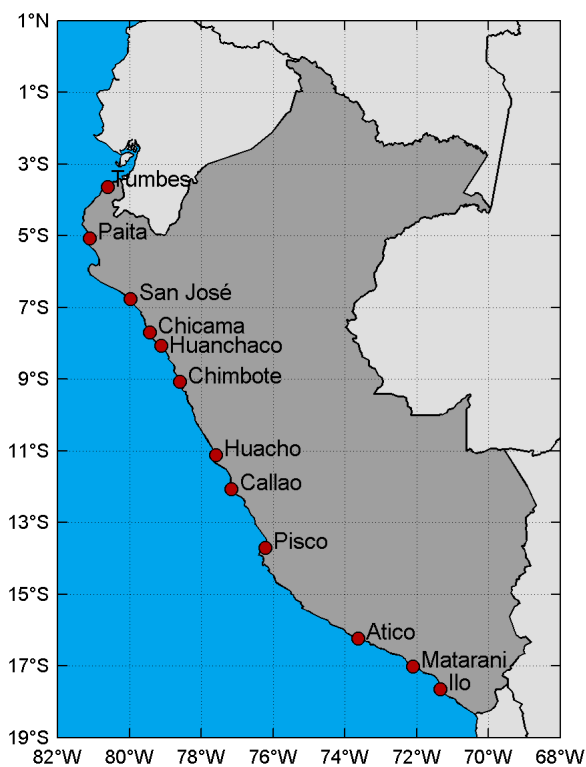 1°N
1°S
3°S
Tumbes
5°S
Paita
San José
7°S
Chicama
Huanchaco
9°S
Chimbote
11°S
Huacho
Callao
13°S
Pisco
15°S
Atico
17°S
Matarani
Ilo
19°S
82°W 80°W 78°W 76°W 74°W 72°W 70°W 68°W